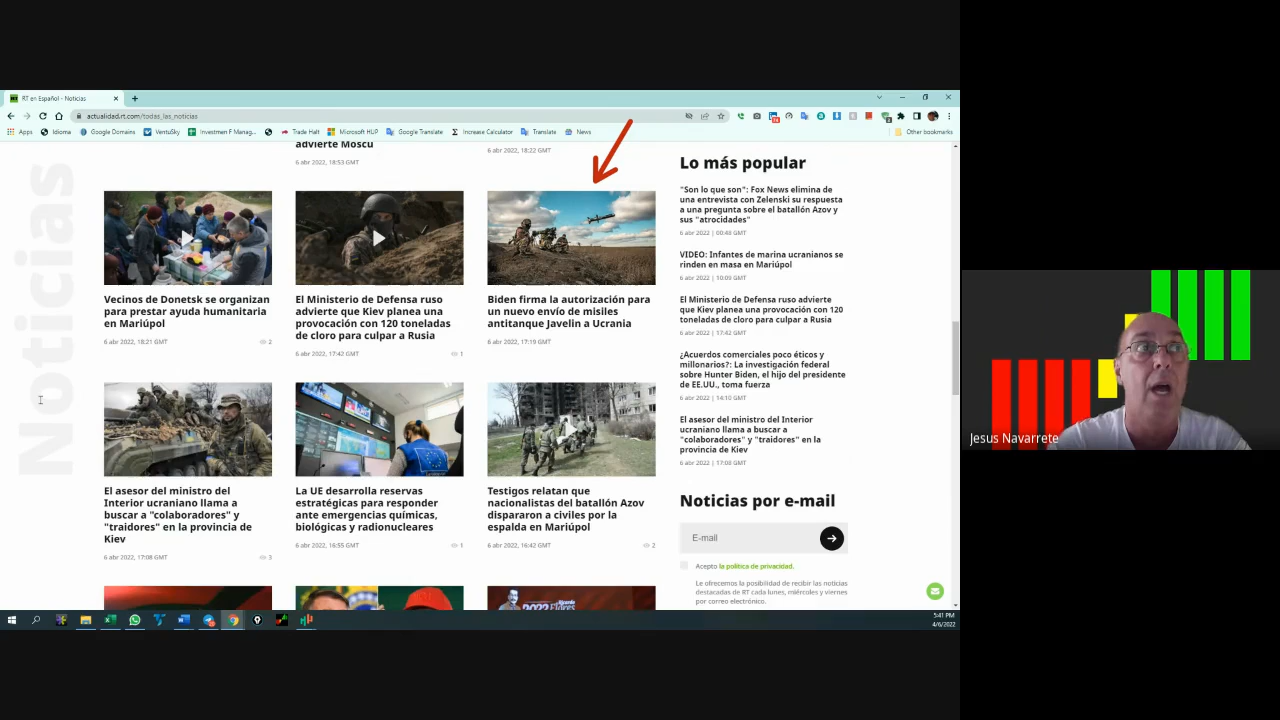 RT en Español - Noticias
actualidad.rt.com/todas_las_noticias
Apps
Idioma
Google Domains
VentuSky
Investmen F Manag...
Trade Halt
Microsoft HUP
Google Translate
Increase Calculator
Translate
News
Other bookmarks
Noticias
advierte Moscú
6 abr 2022, 18:53 GMT
6 abr 2022, 18:22 GMT
Vecinos de Donetsk se organizan
para prestar ayuda humanitaria
en Mariúpol
6 abr 2022, 18:21 GMT
2
El Ministerio de Defensa ruso
advierte que Kiev planea una
provocación con 120 toneladas
de cloro para culpar a Rusia
6 abr 2022, 17:42 GMT
1
Biden firma la autorización para
un nuevo envío de misiles
antitanque Javelin a Ucrania
6 abr 2022, 17:19 GMT
El asesor del ministro del
Interior ucraniano llama a
buscar a "colaboradores" y
"traidores" en la provincia de
Kiev
6 abr 2022, 17:08 GMT
3
La UE desarrolla reservas
estratégicas para responder
ante emergencias químicas,
biológicas y radionucleares
6 abr 2022, 16:55 GMT
1
Testigos relatan que
nacionalistas del batallón Azov
dispararon a civiles por la
espalda en Mariúpol
6 abr 2022, 16:42 GMT
2
Lo más popular
"Son lo que son": Fox News elimina de
una entrevista con Zelenski su respuesta
a una pregunta sobre el batallón Azov y
sus "atrocidades"
6 abr 2022 | 00:48 GMT
VIDEO: Infantes de marina ucranianos se
rinden en masa en Mariúpol
6 abr 2022 | 10:09 GMT
El Ministerio de Defensa ruso advierte
que Kiev planea una provocación con 120
toneladas de cloro para culpar a Rusia
6 abr 2022 | 17:42 GMT
¿Acuerdos comerciales poco éticos y
millonarios?: La investigación federal
sobre Hunter Biden, el hijo del presidente
de EE.UU., toma fuerza
6 abr 2022 | 14:10 GMT
El asesor del ministro del Interior
ucraniano llama a buscar a
"colaboradores" y "traidores" en la
provincia de Kiev
6 abr 2022 | 17:08 GMT
Noticias por e-mail
E-mail
Acepto la política de privacidad.
Le ofrecemos la posibilidad de recibir las noticias
destacadas de RT cada lunes, miércoles y viernes
por correo electrónico.
5:41 PM
4/6/2022
Jesus Navarrete